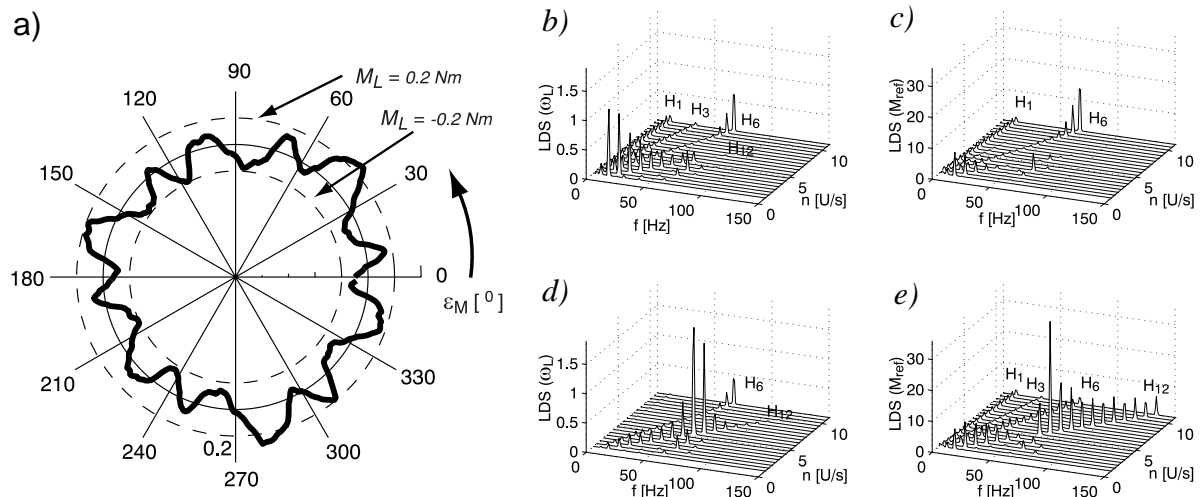 a)
90
120
60
150
30
180
0
210
330
240
300
270
0.2
M_L = 0.2 Nm
M_L = -0.2 Nm
ε_M [ ⁰ ]
b)
LDS (ω_L)
1.5
1
0.5
0
H_1
H_3
H_6
H_12
0
50
100
150
f [Hz]
0
5
10
n [U/s]
c)
LDS (M_ref)
30
20
10
0
H_1
H_6
0
50
100
150
f [Hz]
0
5
10
n [U/s]
d)
LDS (ω_L)
1.5
1
0.5
0
H_6
H_12
0
50
100
150
f [Hz]
0
5
10
n [U/s]
e)
LDS (M_ref)
30
20
10
0
H_1
H_3
H_6
H_12
0
50
100
150
f [Hz]
0
5
10
n [U/s]